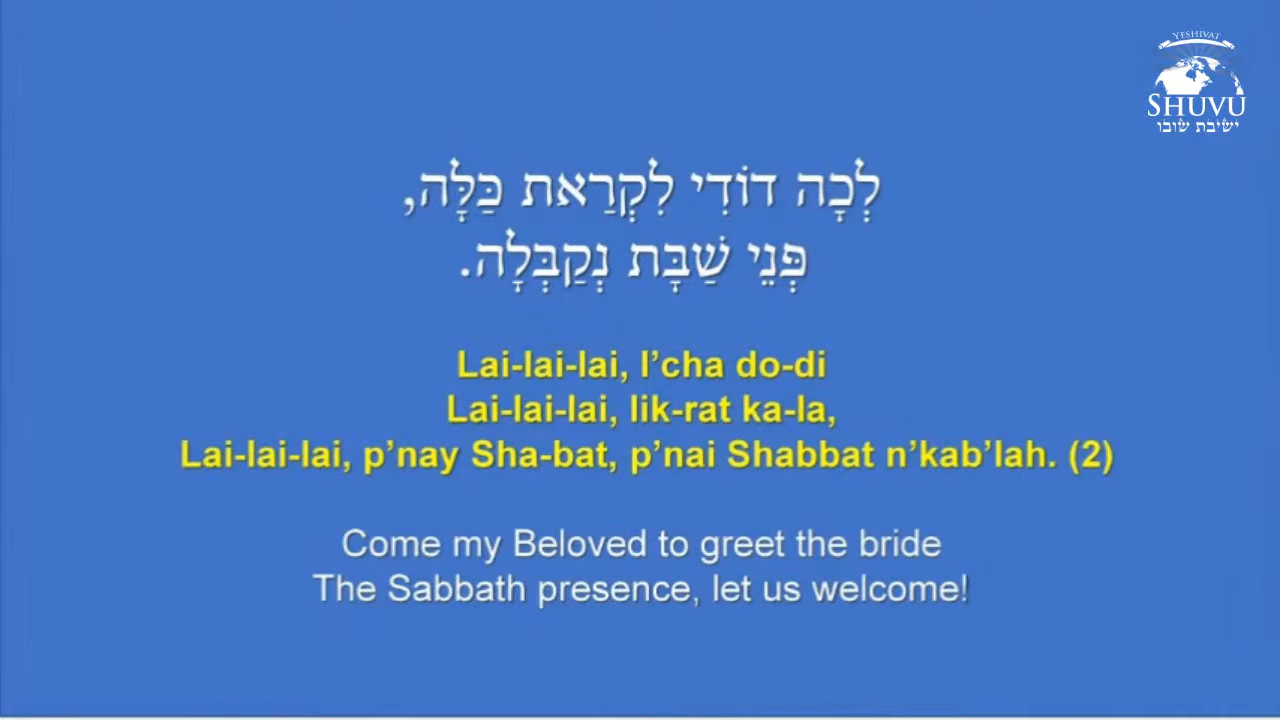 YESHIVAT
SHUVU
ישיבת שובו
לְכָה דוֹדִי לִקְרַאת כַּלָּה,
פְּנֵי שַׁבָּת נְקַבְּלָה.
Lai-lai-lai, l’cha do-di
Lai-lai-lai, lik-rat ka-la,
Lai-lai-lai, p’nay Sha-bat, p’nai Shabbat n’kab’lah. (2)
Come my Beloved to greet the bride
The Sabbath presence, let us welcome!